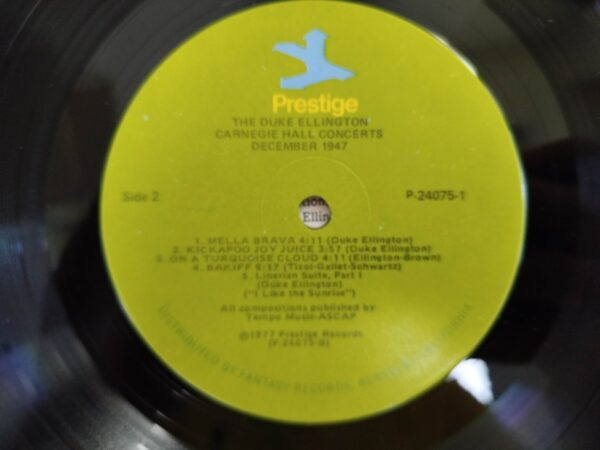 Prestige
THE DUKE ELLINGTON
CARNEGIE HALL CONCERTS
DECEMBER 1947
Side 2
P-24075-1
Ellin
1. MELLA BRAVA 4:11 (Duke Ellington)
2. KICKAPOO JOY JUICE 3:57 (Duke Ellington)
3. ON A TURQUOISE CLOUD 4:11 (Ellington-Brown)
4. BAKIFF 6:17 (Tizol-Gallet-Schwartz)
5. Liberian Suite, Part I
(Duke Ellington)
("I Like the Sunrise")
All compositions published by:
Tempo Music-ASCAP
©1977 Prestige Records
(P 24075-B)
DISTRIBUTED BY FANTASY RECORDS,